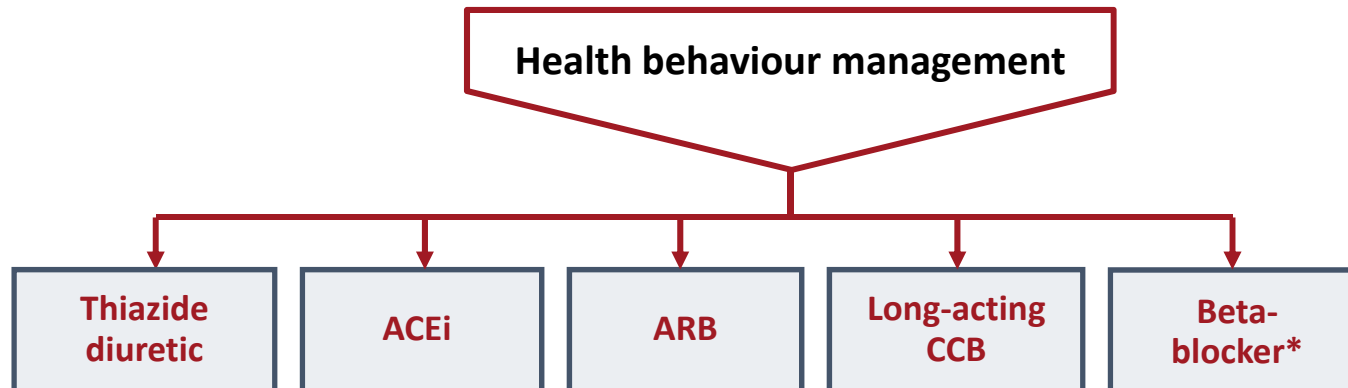 Health behaviour management
Thiazide
diuretic
ACEi
ARB
Long-acting
CCB
Beta-
blocker*